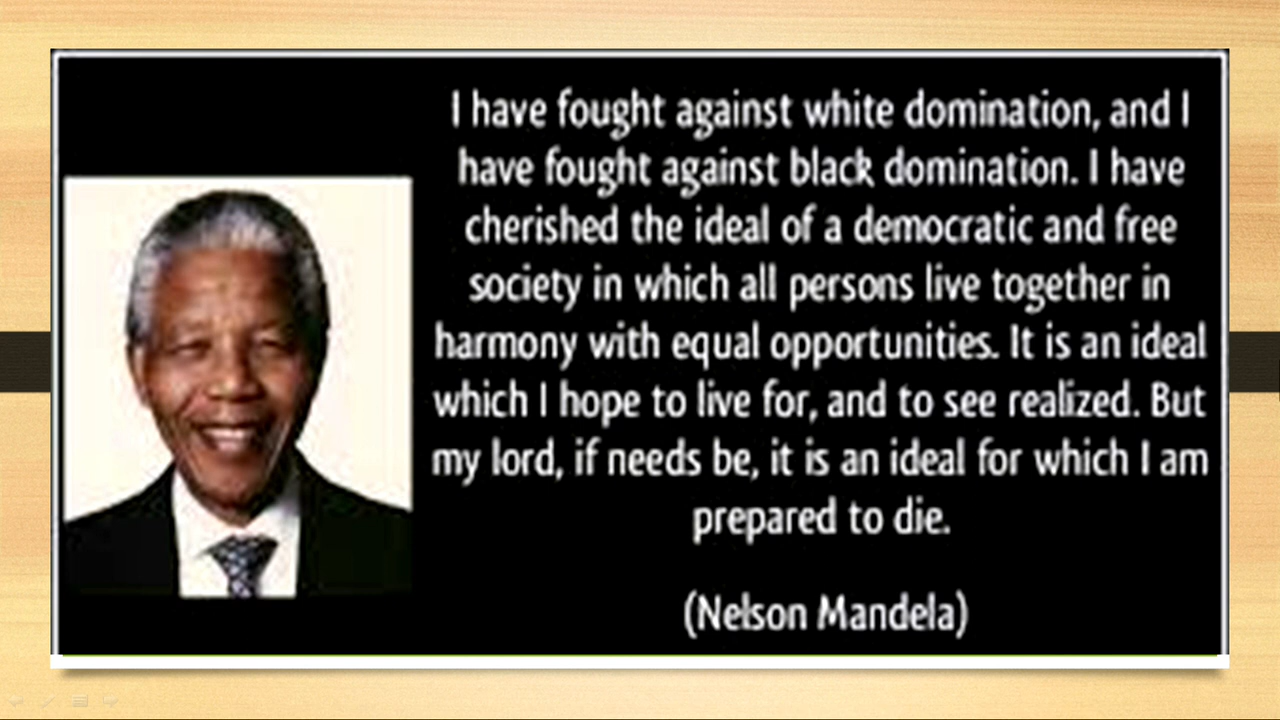 I have fought against white domination, and I
have fought against black domination. I have
cherished the ideal of a democratic and free
society in which all persons live together in
harmony with equal opportunities. It is an ideal
which I hope to live for, and to see realized. But
my lord, if needs be, it is an ideal for which I am
prepared to die.
(Nelson Mandela)